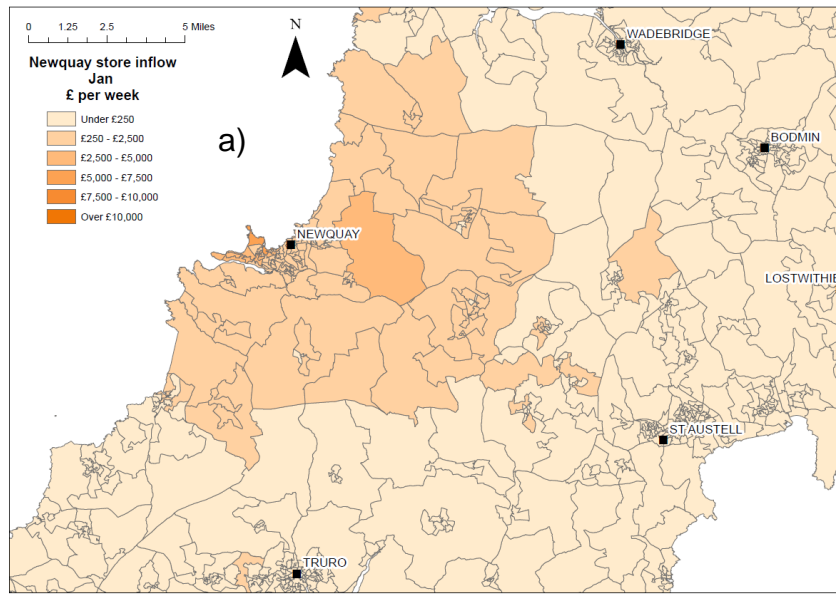 0 1.25 2.5 5 Miles
N
Newquay store inflow
Jan
£ per week
Under £250
£250 - £2,500
£2,500 - £5,000
£5,000 - £7,500
£7,500 - £10,000
Over £10,000
a)
WADEBRIDGE
BODMIN
NEWQUAY
LOSTWITHIE
ST AUSTELL
TRURO